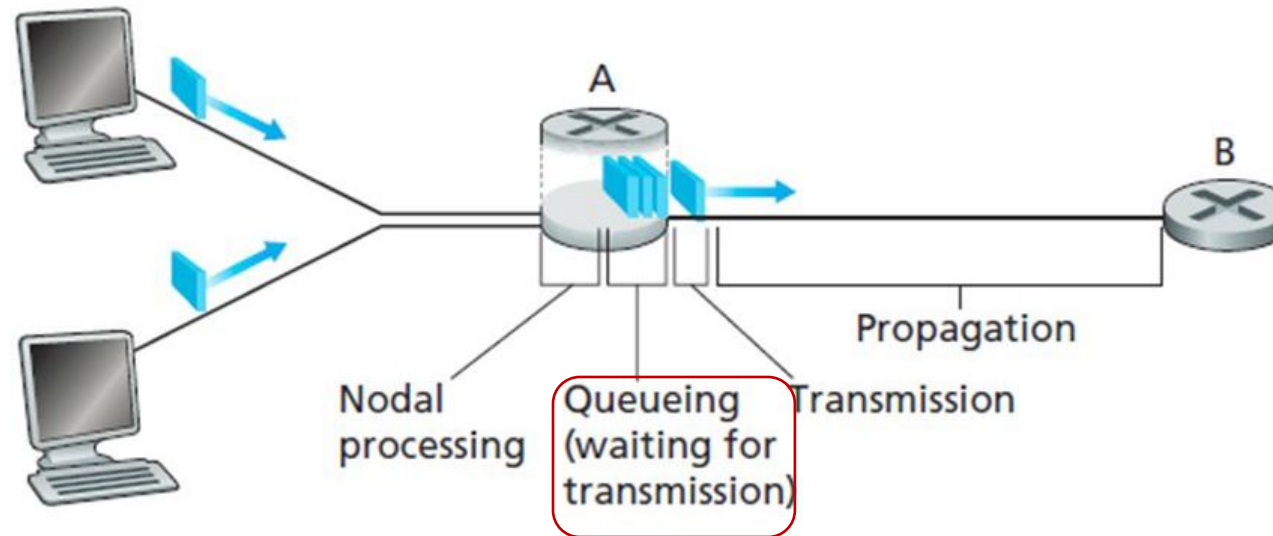 A
B
Propagation
Nodal
processing
Queueing
(waiting for
transmission)
Transmission